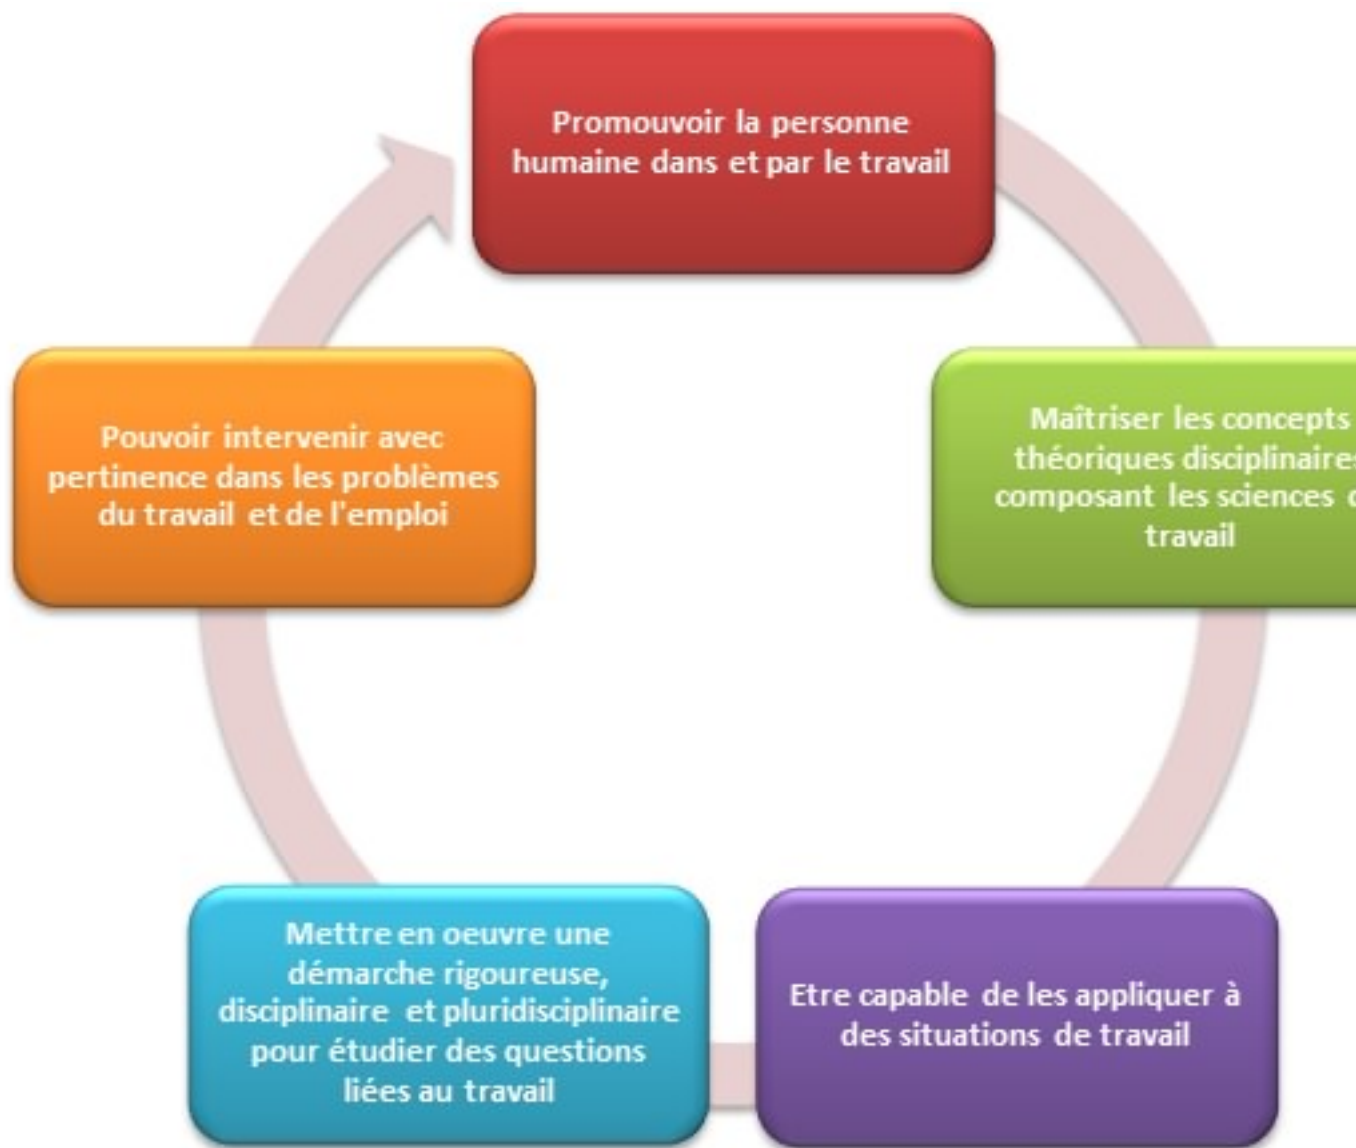 Promouvoir la personne
humaine dans et par le travail
Maîtriser les concepts
théoriques disciplinaires
composant les sciences
travail
Etre capable de les appliquer à
des situations de travail
Mettre en oeuvre une
démarche rigoureuse,
disciplinaire et pluridisciplinaire
pour étudier des questions
liées au travail
Pouvoir intervenir avec
pertinence dans les problèmes
du travail et de l'emploi